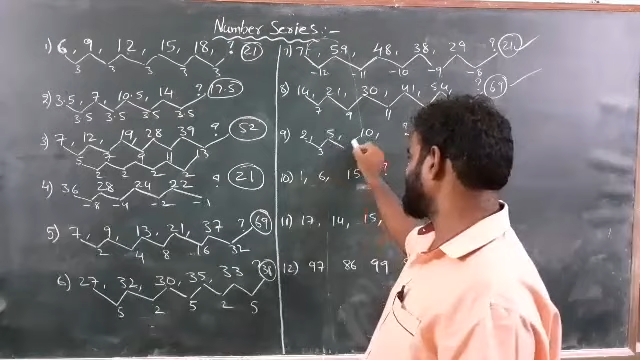 Number Series :-
1) 6, 9, 12, 15, 18, ? 21
3 3 3 3 3
2) 3.5, 7, 10.5, 14 ? 17.5
3.5 3.5 3.5 3.5
3) 7, 12, 19, 28 39 ? 52
5 7 9 11 13
4) 36 28 24 22 ? 21
-8 -4 -2 -1
5) 7, 9, 13, 21, 37 ? 69
2 4 8 16 32
6) 27, 32, 30, 35, 33 ?
5 2 5 2 5
7) 71, 59, 48, 38, 29 ? 21
-12 -11 -10 -9 -8
8) 14, 21, 30, 41, 54, ? 69
7 9 11
9) 2, 5, 10, ?
3
10) 1, 6, 15 ?
11) 17, 14, 15,
12) 97 86 99